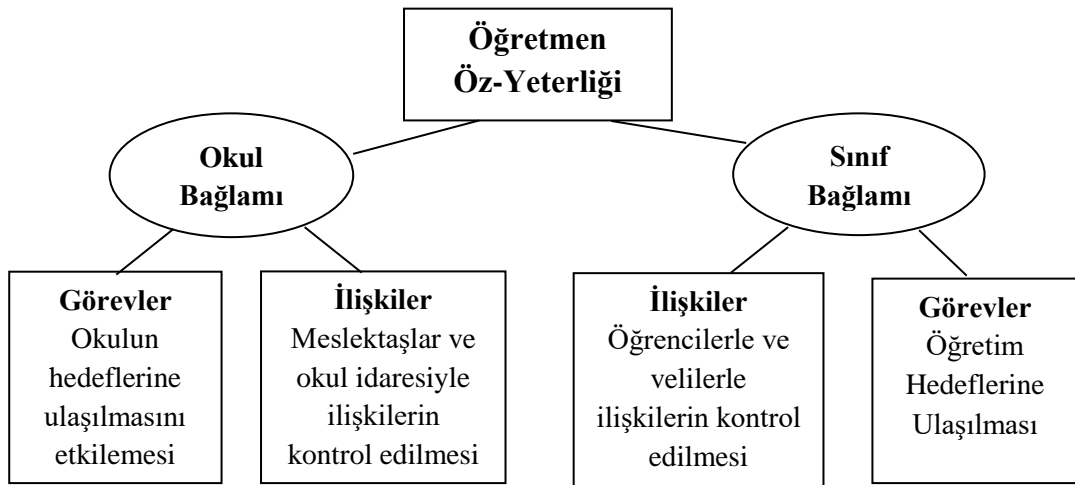 Öğretmen
Öz-Yeterliği
Okul
Bağlamı
Sınıf
Bağlamı
Görevler
Okulun
hedeflerine
ulaşılmasını
etkilemesi
İlişkiler
Meslektaşlar ve
okul idaresiyle
ilişkilerin
kontrol edilmesi
İlişkiler
Öğrencilerle ve
velilerle
ilişkilerin kontrol
edilmesi
Görevler
Öğretim
Hedeflerine
Ulaşılması